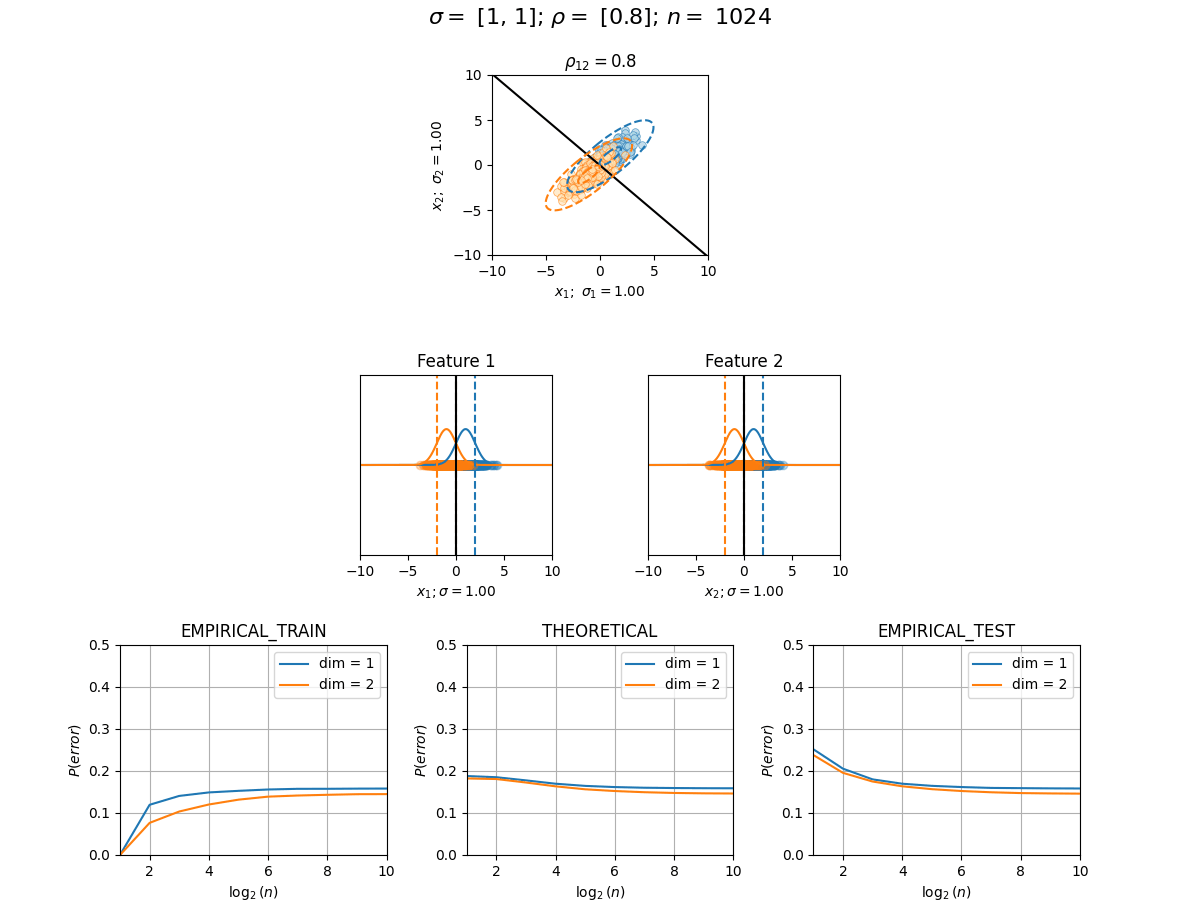 σ = [1, 1]; ρ = [0.8]; n = 1024
ρ₁₂ = 0.8
10
5
0
−5
−10
x₂; σ₂ = 1.00
−10 −5 0 5 10
x₁; σ₁ = 1.00
Feature 1
−10 −5 0 5 10
x₁; σ = 1.00
Feature 2
−10 −5 0 5 10
x₂; σ = 1.00
EMPIRICAL_TRAIN
dim = 1
dim = 2
0.5
0.4
0.3
0.2
0.1
0.0
P(error)
2 4 6 8 10
log₂(n)
THEORETICAL
dim = 1
dim = 2
0.5
0.4
0.3
0.2
0.1
0.0
P(error)
2 4 6 8 10
log₂(n)
EMPIRICAL_TEST
dim = 1
dim = 2
0.5
0.4
0.3
0.2
0.1
0.0
P(error)
2 4 6 8 10
log₂(n)